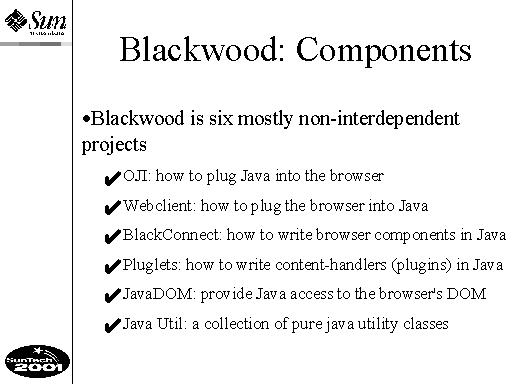 Sun
Blackwood: Components
•Blackwood is six mostly non-interdependent
projects
✔OJI: how to plug Java into the browser
✔Webclient: how to plug the browser into Java
✔BlackConnect: how to write browser components in Java
✔Pluglets: how to write content-handlers (plugins) in Java
✔JavaDOM: provide Java access to the browser's DOM
✔Java Util: a collection of pure java utility classes
SunTech
2001